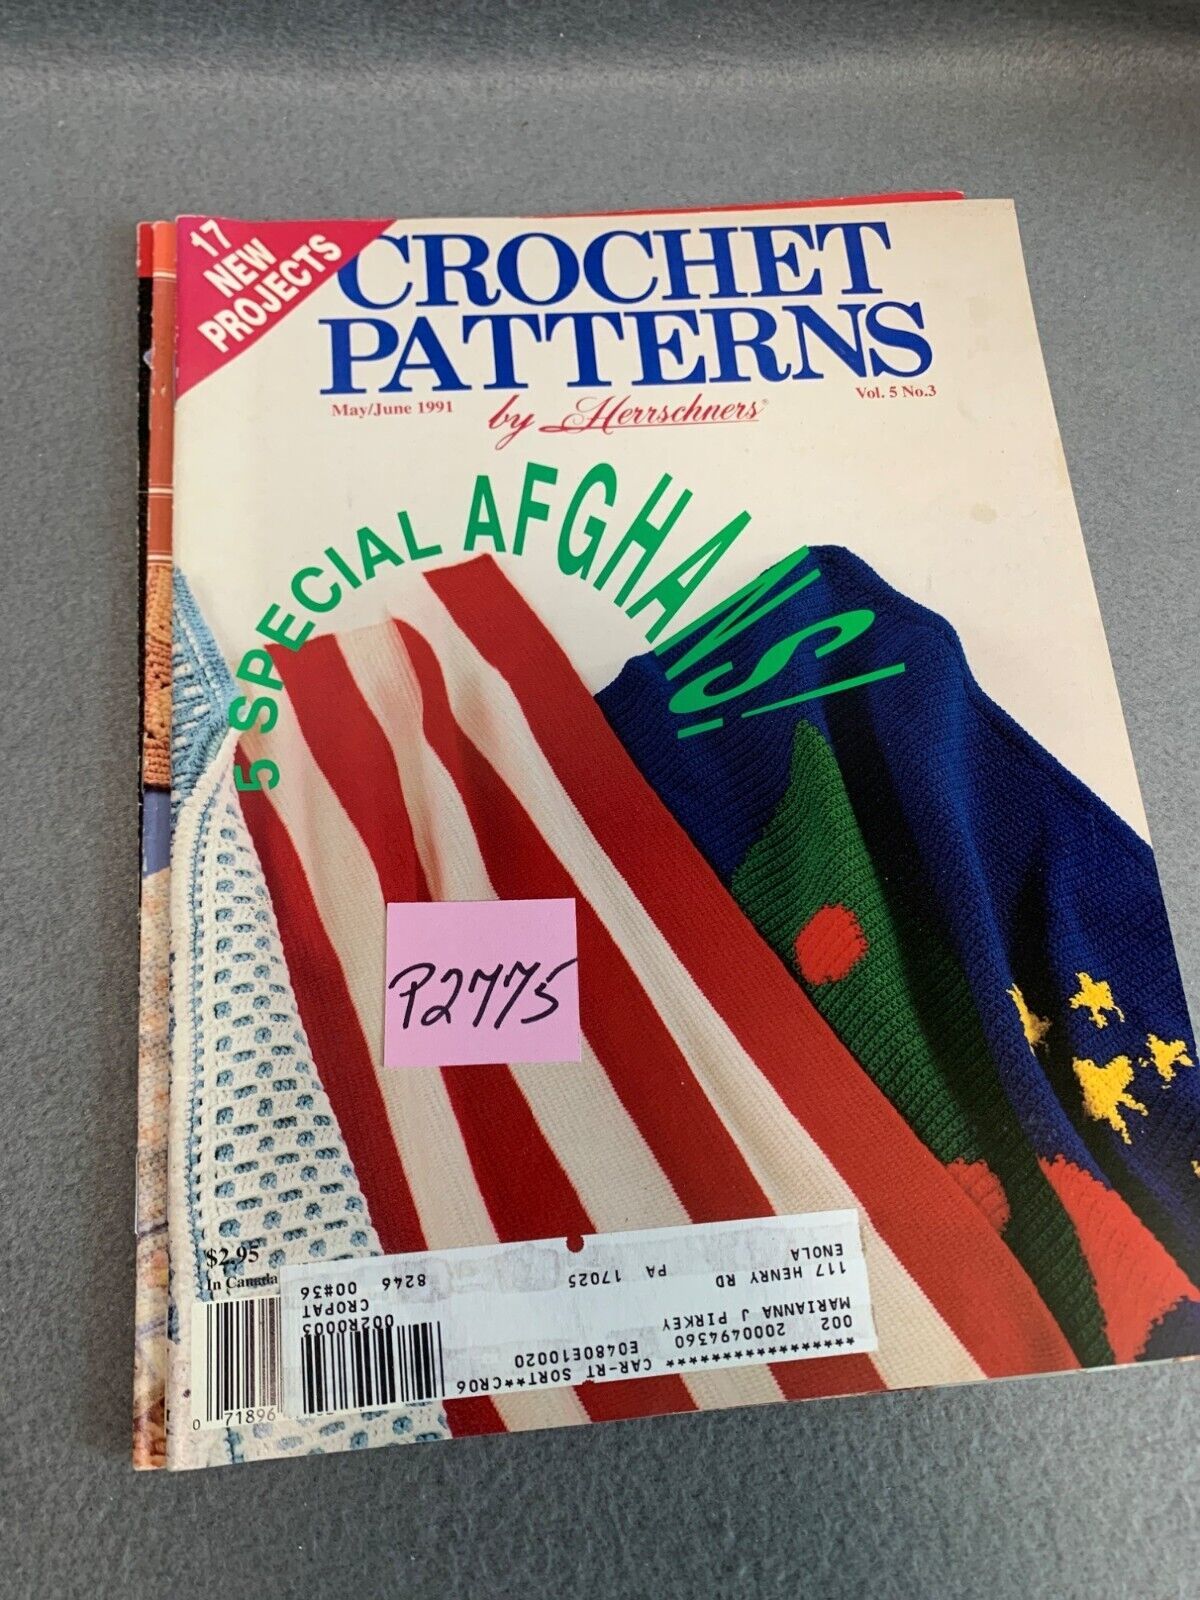 17
NEW
PROJECTS
CROCHET
PATTERNS
May/June 1991
by Herrschners®
Vol. 5 No.3
5 SPECIAL AFGHANS!
P2775
$2.95
In Canada
0 71896
******************** CAR-RT SORT**CR06
002 2000494360 E0480E10020
MARIANNA J PIRKEY
117 HENRY RD
ENOLA PA 17025
002R0003
CROPAT
00#36
8246